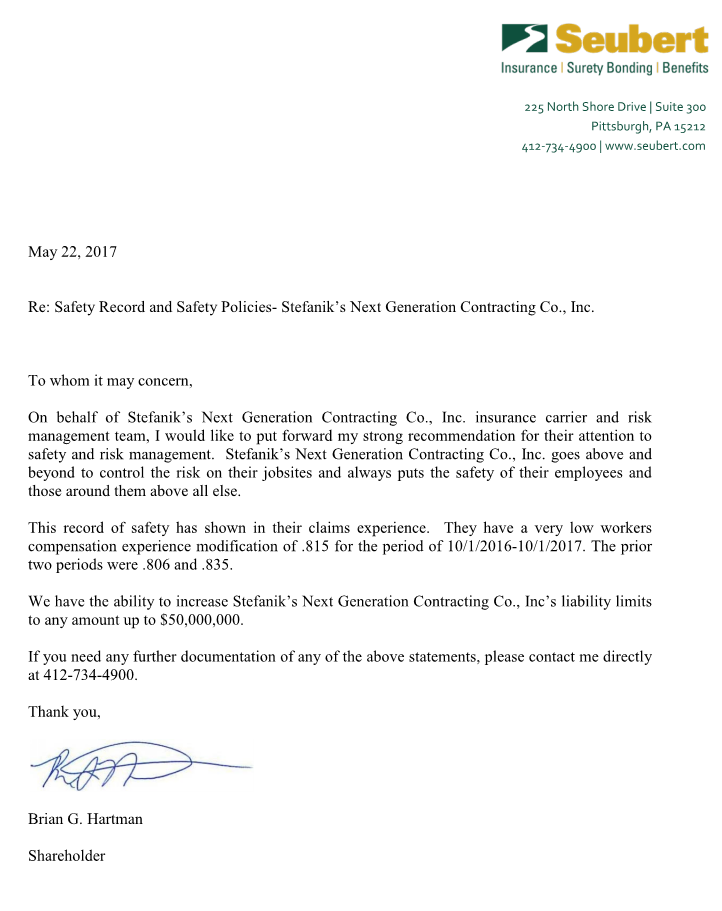 Seubert
Insurance | Surety Bonding | Benefits
225 North Shore Drive | Suite 300
Pittsburgh, PA 15212
412-734-4900 | www.seubert.com
May 22, 2017
Re: Safety Record and Safety Policies- Stefanik’s Next Generation Contracting Co., Inc.
To whom it may concern,
On behalf of Stefanik’s Next Generation Contracting Co., Inc. insurance carrier and risk
management team, I would like to put forward my strong recommendation for their attention to
safety and risk management.  Stefanik’s Next Generation Contracting Co., Inc. goes above and
beyond to control the risk on their jobsites and always puts the safety of their employees and
those around them above all else.
This record of safety has shown in their claims experience.  They have a very low workers
compensation experience modification of .815 for the period of 10/1/2016-10/1/2017. The prior
two periods were .806 and .835.
We have the ability to increase Stefanik’s Next Generation Contracting Co., Inc’s liability limits
to any amount up to $50,000,000.
If you need any further documentation of any of the above statements, please contact me directly
at 412-734-4900.
Thank you,
Brian G. Hartman
Shareholder